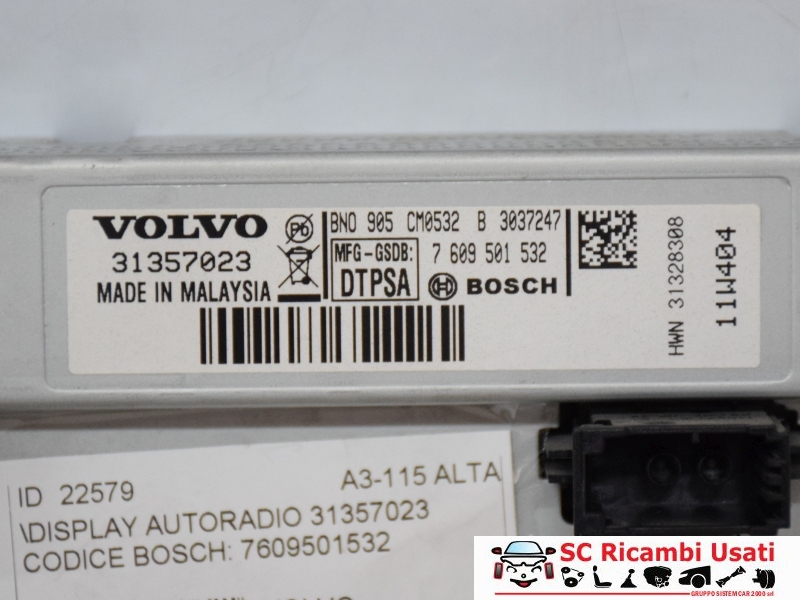 VOLVO
31357023
MADE IN MALAYSIA
Pb
BNO 905 CM0532 B 3037247
MFG-GSDB:
DTPSA
7 609 501 532
BOSCH
HWN 31328308
11W404
ID 22579
A3-115 ALTA
\DISPLAY AUTORADIO 31357023
CODICE BOSCH: 7609501532
SC Ricambi Usati
GRUPPO SISTEMCAR 2000 srl